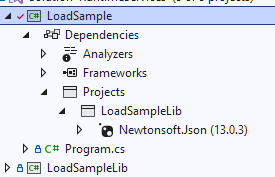 LoadSample
Dependencies
Analyzers
Frameworks
Projects
LoadSampleLib
Newtonsoft.Json (13.0.3)
C# Program.cs
LoadSampleLib